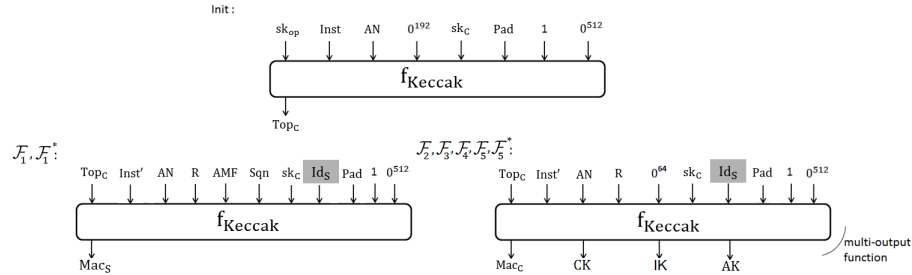 Init :
sk_op Inst AN 0^192 sk_C Pad 1 0^512
f_Keccak
Top_C
ℱ_1, ℱ_1^* :
Top_C Inst′ AN R AMF Sqn sk_C Id_S Pad 1 0^512
f_Keccak
Mac_S
ℱ_2, ℱ_3, ℱ_4, ℱ_5, ℱ_5^* :
Top_C Inst′ AN R 0^64 sk_C Id_S Pad 1 0^512
f_Keccak
Mac_C CK IK AK
multi-output
function